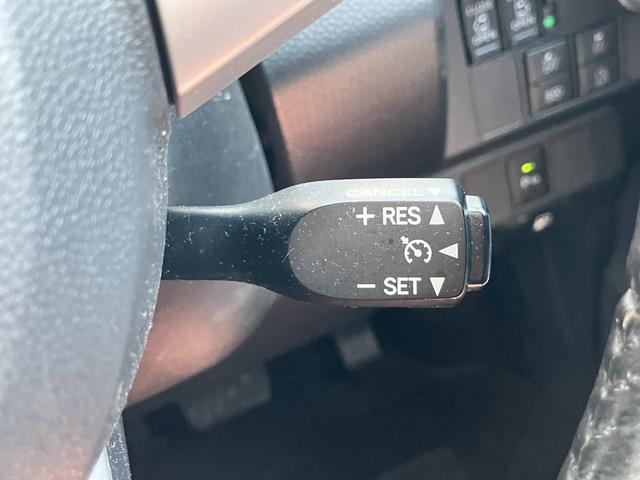 CANCEL ▼
+ RES ▲
◀
− SET ▼